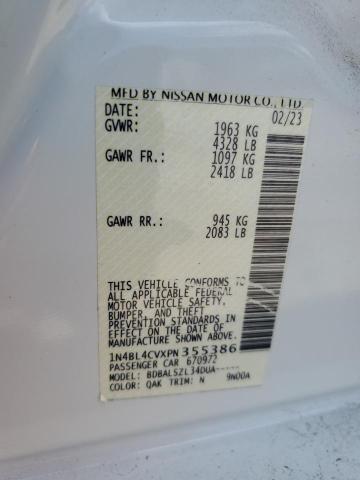 MFD BY NISSAN MOTOR CO., LTD.
DATE: 02/23
GVWR: 1963 KG
4328 LB
GAWR FR.: 1097 KG
2418 LB
GAWR RR.: 945 KG
2083 LB
THIS VEHICLE CONFORMS TO
ALL APPLICABLE FEDERAL
MOTOR VEHICLE SAFETY,
BUMPER, AND THEFT
PREVENTION STANDARDS IN
EFFECT ON THE DATE OF
MANUFACTURE SHOWN ABOVE.
1N4BL4CVXPN355386
PASSENGER CAR 670972
MODEL: BDBALSZL34DUA-----
COLOR: QAK TRIM: N 9N00A